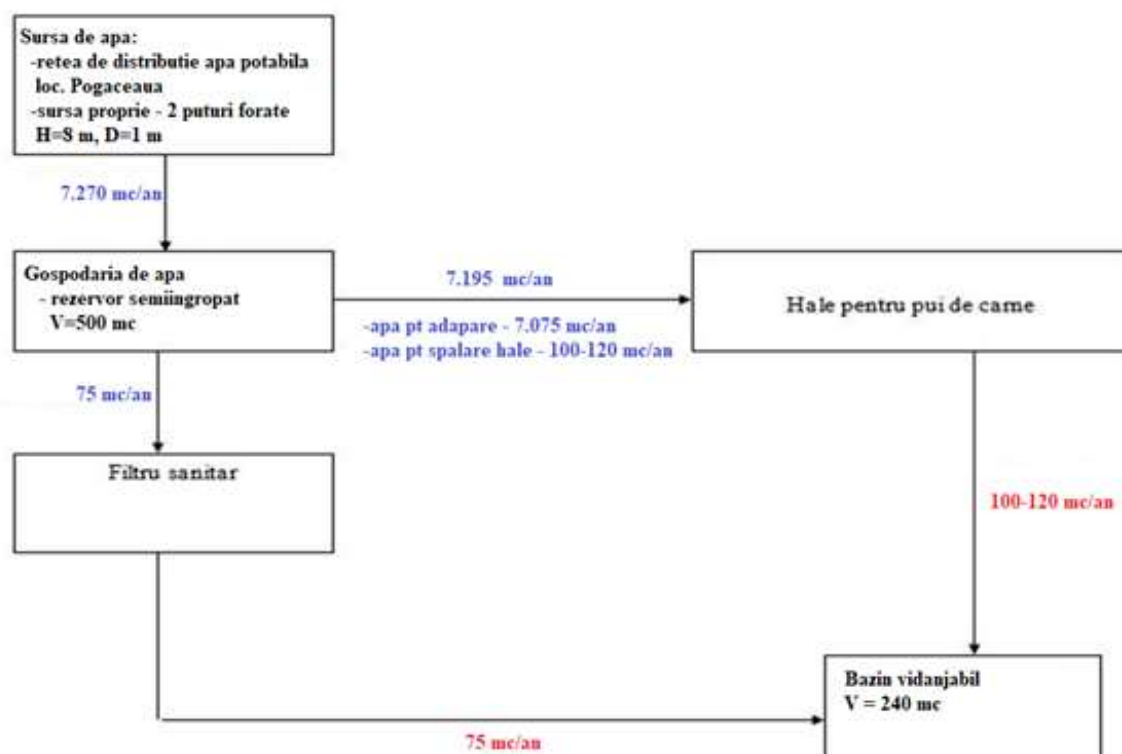 Sursa de apa:
-retea de distributie apa potabila
loc. Pogaceaua
-sursa proprie - 2 puturi forate
H=8 m, D=1 m
7.270 mc/an
Gospodaria de apa
- rezervor semiingropat
V=500 mc
7.195 mc/an
-apa pt adapare - 7.075 mc/an
-apa pt spalare hale - 100-120 mc/an
Hale pentru pui de carne
75 mc/an
Filtru sanitar
100-120 mc/an
Bazin vidanjabil
V = 240 mc
75 mc/an